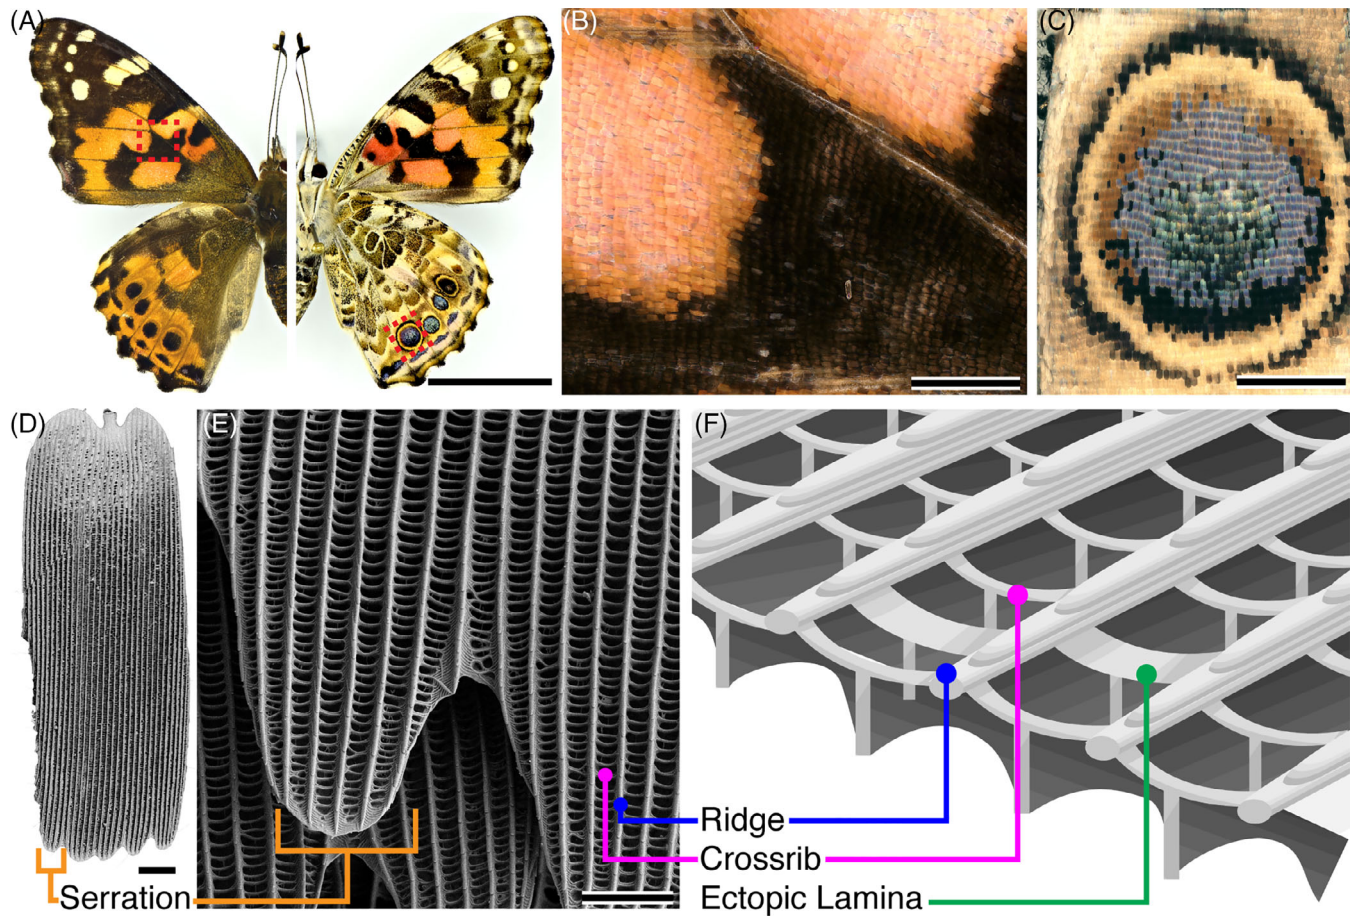 (A)
(B)
(C)
(D)
(E)
(F)
Ridge
Crossrib
Serration
Ectopic Lamina